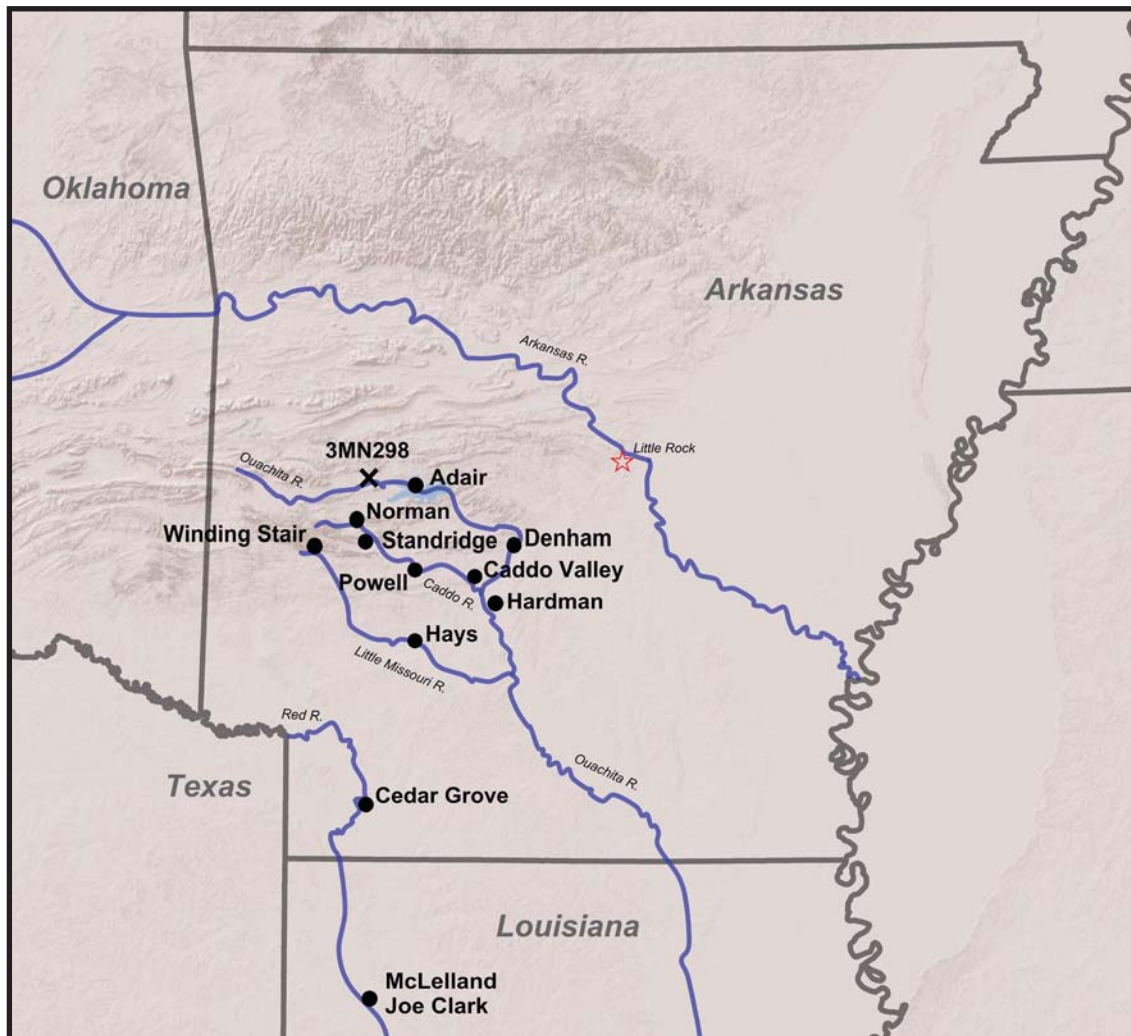 Oklahoma
Arkansas
Arkansas R.
Little Rock
3MN298
Ouachita R.
Adair
Norman
Winding Stair
Standridge
Denham
Powell
Caddo R.
Caddo Valley
Hardman
Hays
Little Missouri R.
Red R.
Texas
Ouachita R.
Cedar Grove
Louisiana
McLelland
Joe Clark